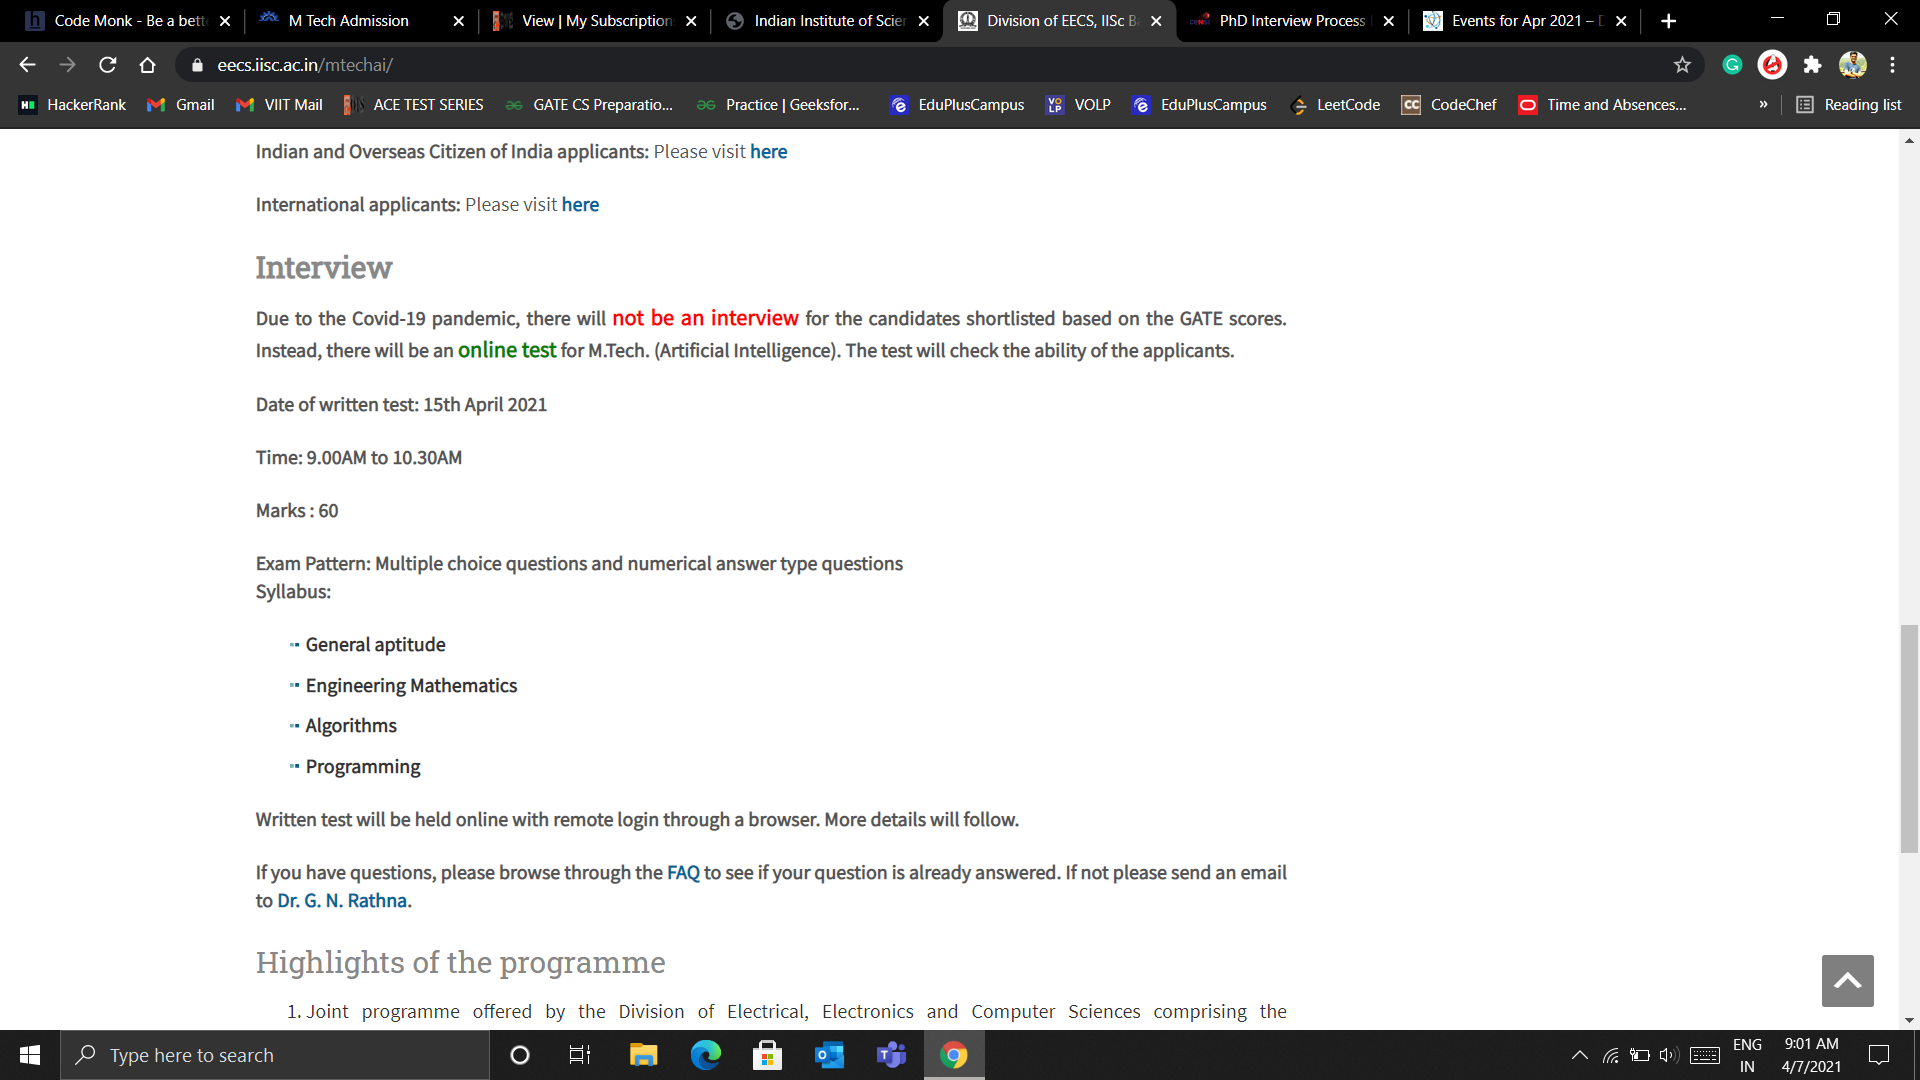 Code Monk - Be a bett
M Tech Admission
View | My Subscription
Indian Institute of Scier
Division of EECS, IISc B
PhD Interview Process
Events for Apr 2021 –
eecs.iisc.ac.in/mtechai/
HackerRank
Gmail
VIIT Mail
ACE TEST SERIES
GATE CS Preparatio...
Practice | Geeksfor...
EduPlusCampus
VOLP
EduPlusCampus
LeetCode
CodeChef
Time and Absences...
»
Reading list
Indian and Overseas Citizen of India applicants: Please visit here
International applicants: Please visit here
Interview
Due to the Covid-19 pandemic, there will not be an interview for the candidates shortlisted based on the GATE scores.
Instead, there will be an online test for M.Tech. (Artificial Intelligence). The test will check the ability of the applicants.
Date of written test: 15th April 2021
Time: 9.00AM to 10.30AM
Marks : 60
Exam Pattern: Multiple choice questions and numerical answer type questions
Syllabus:
General aptitude
Engineering Mathematics
Algorithms
Programming
Written test will be held online with remote login through a browser. More details will follow.
If you have questions, please browse through the FAQ to see if your question is already answered. If not please send an email
to Dr. G. N. Rathna.
Highlights of the programme
1. Joint programme offered by the Division of Electrical, Electronics and Computer Sciences comprising the
Type here to search
ENG
IN
9:01 AM
4/7/2021